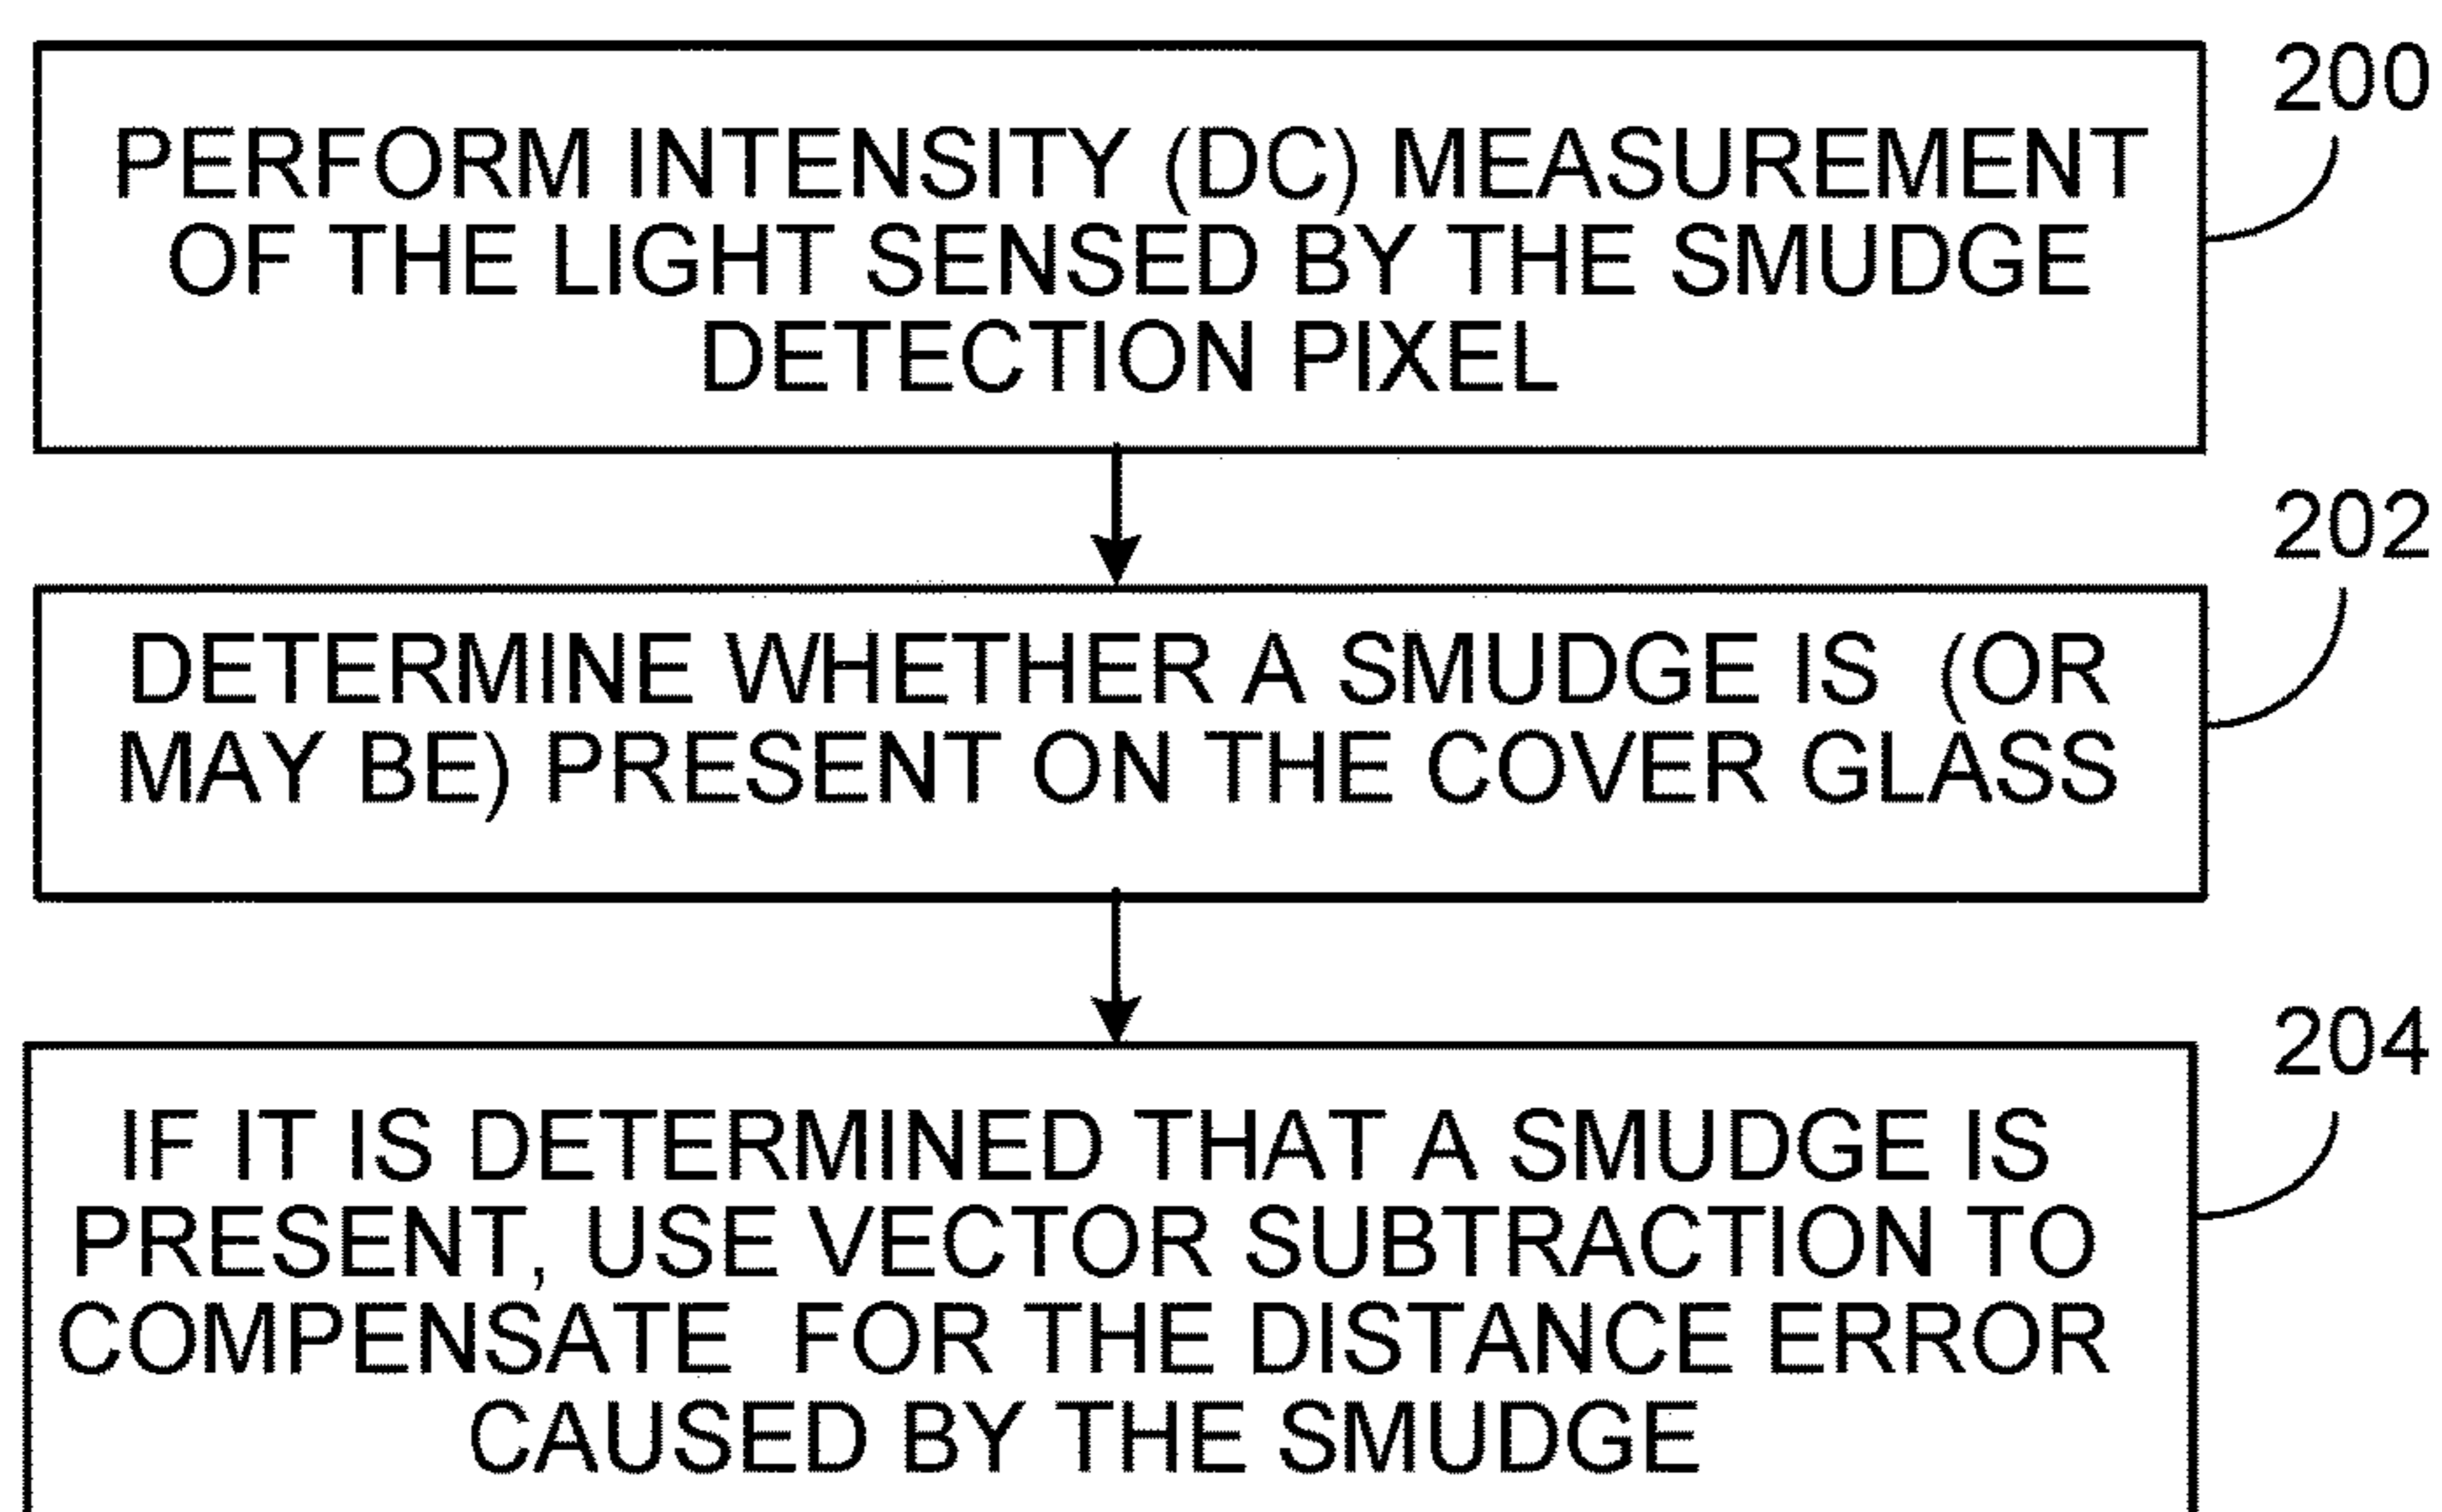 200
PERFORM INTENSITY (DC) MEASUREMENT
OF THE LIGHT SENSED BY THE SMUDGE
DETECTION PIXEL
202
DETERMINE WHETHER A SMUDGE IS (OR
MAY BE) PRESENT ON THE COVER GLASS
204
IF IT IS DETERMINED THAT A SMUDGE IS
PRESENT, USE VECTOR SUBTRACTION TO
COMPENSATE FOR THE DISTANCE ERROR
CAUSED BY THE SMUDGE